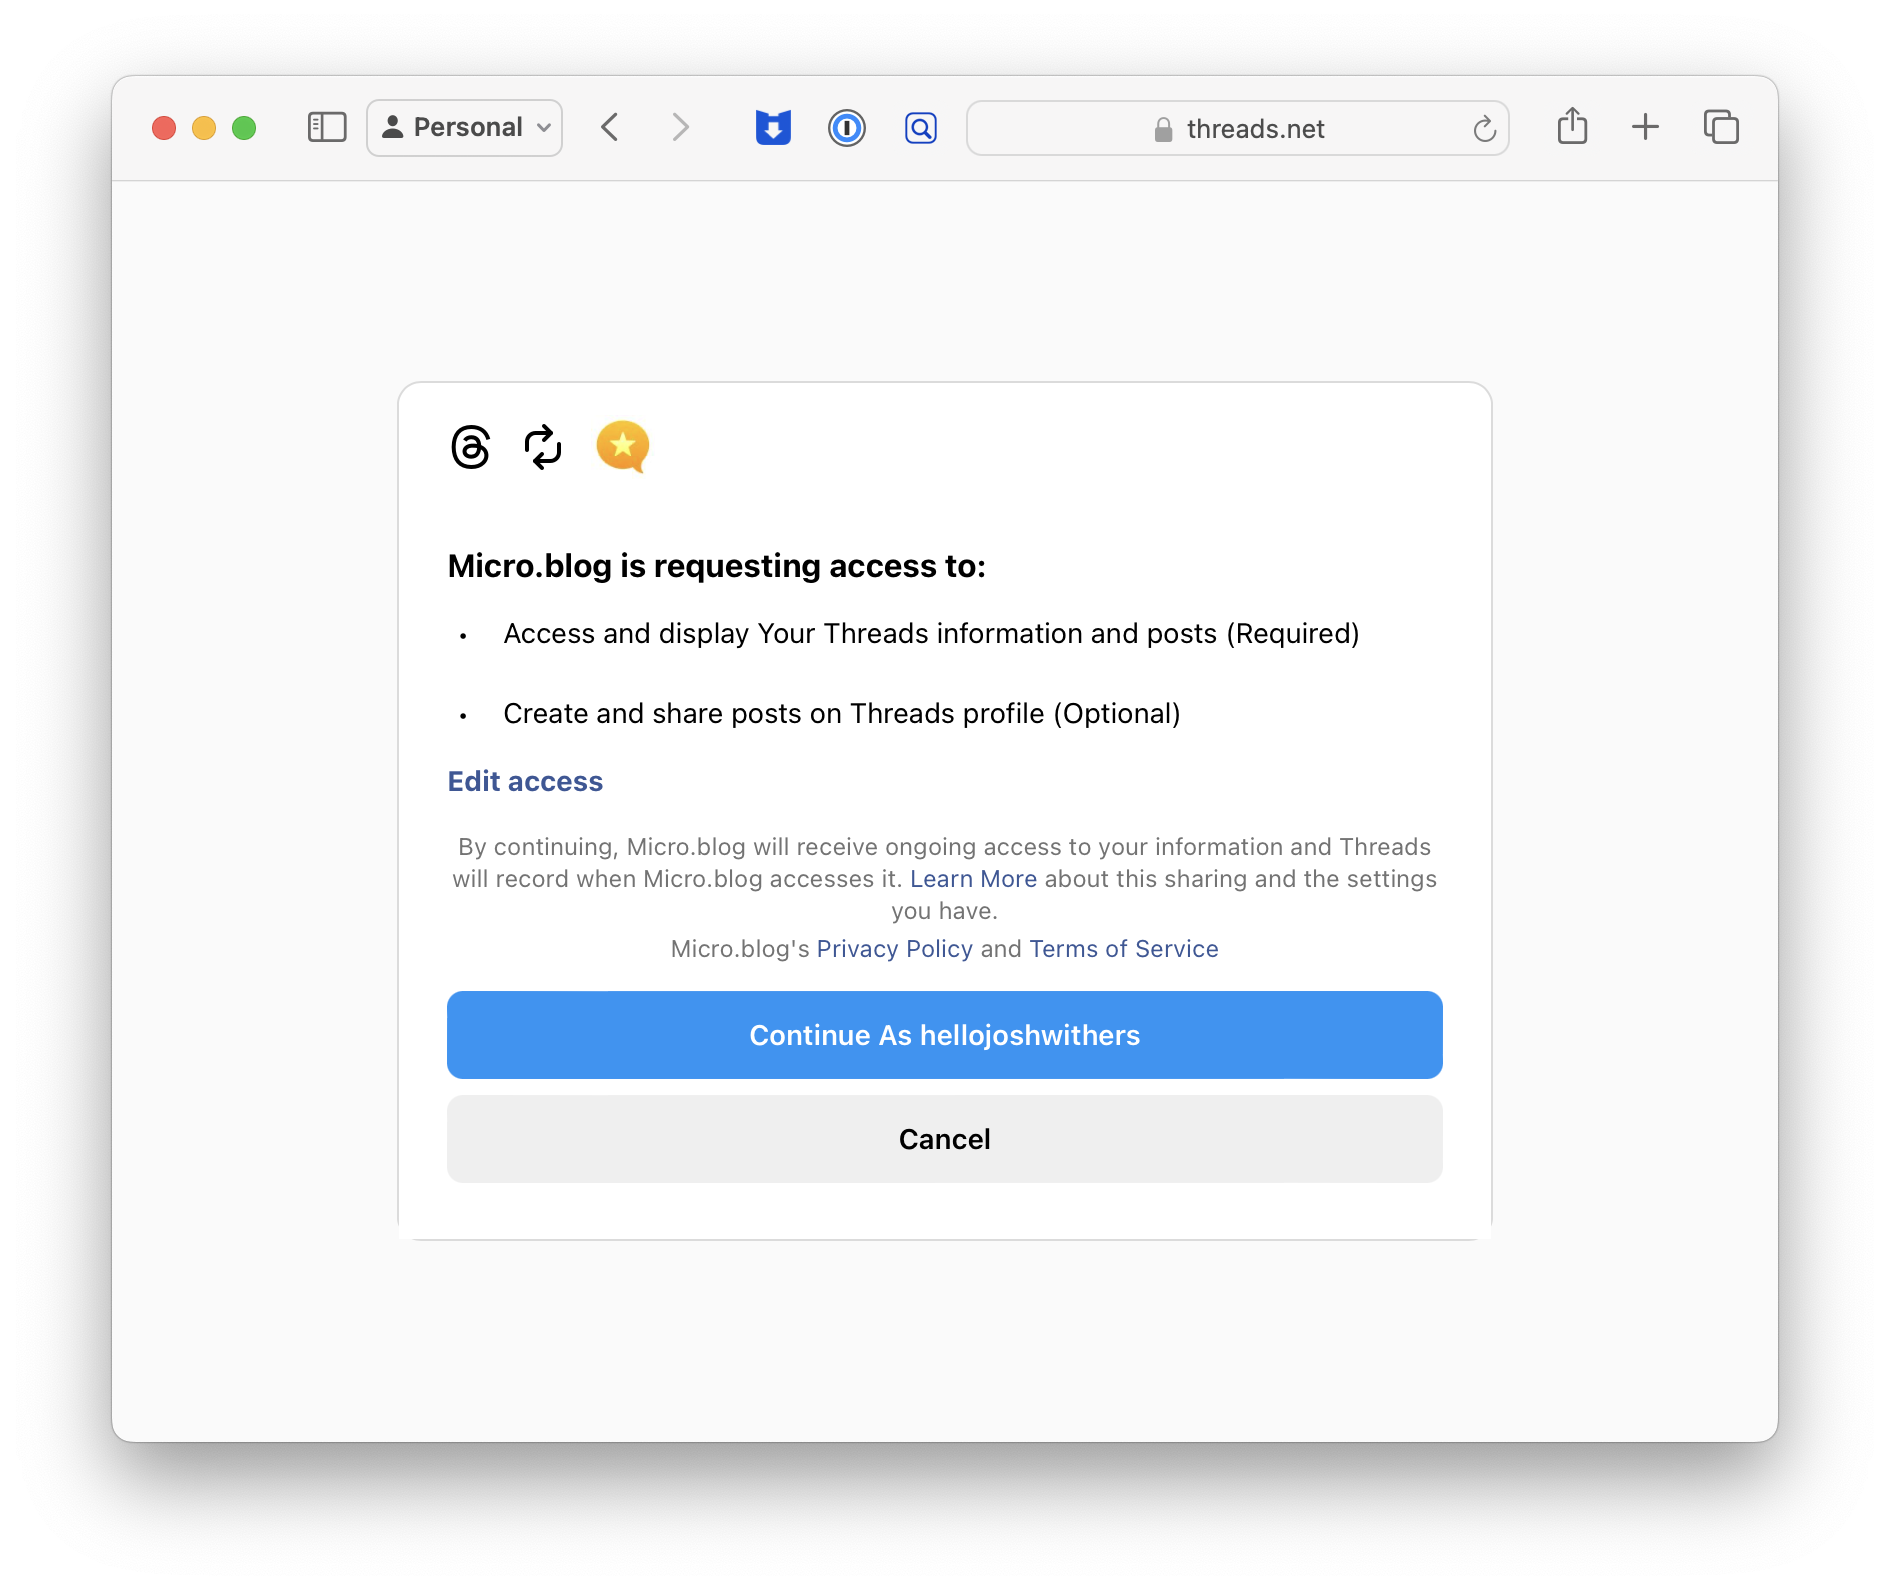 Personal
threads.net
Micro.blog is requesting access to:
• Access and display Your Threads information and posts (Required)
• Create and share posts on Threads profile (Optional)
Edit access
By continuing, Micro.blog will receive ongoing access to your information and Threads
will record when Micro.blog accesses it. Learn More about this sharing and the settings
you have.
Micro.blog's Privacy Policy and Terms of Service
Continue As hellojoshwithers
Cancel